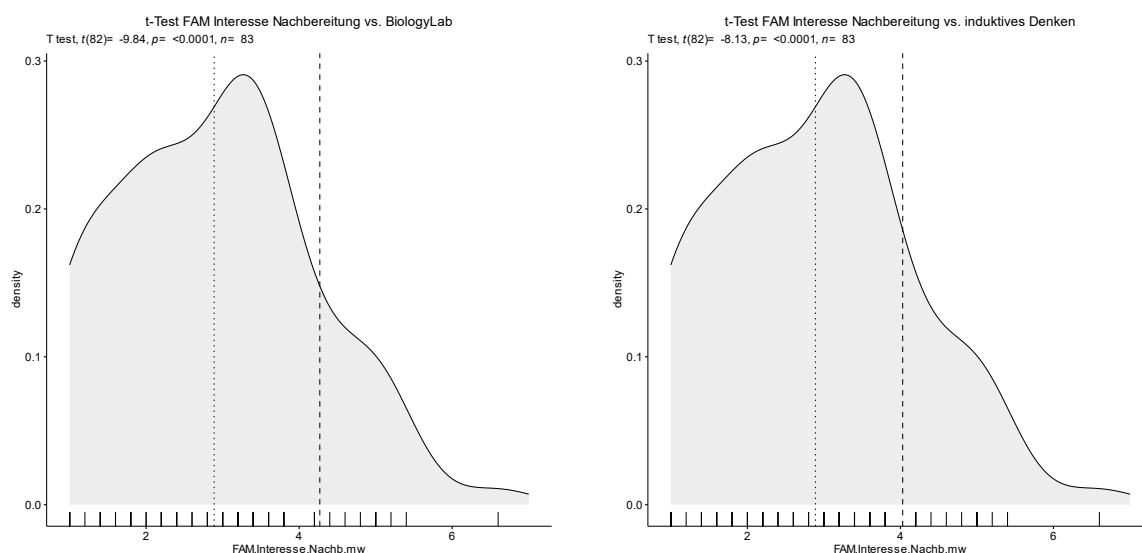 t-Test FAM Interesse Nachbereitung vs. BiologyLab
T test, t(82)= -9.84, p= <0.0001, n= 83
0.3
0.2
0.1
0.0
density
2 4 6
FAM.Interesse.Nachb.mw
t-Test FAM Interesse Nachbereitung vs. induktives Denken
T test, t(82)= -8.13, p= <0.0001, n= 83
0.3
0.2
0.1
0.0
density
2 4 6
FAM.Interesse.Nachb.mw